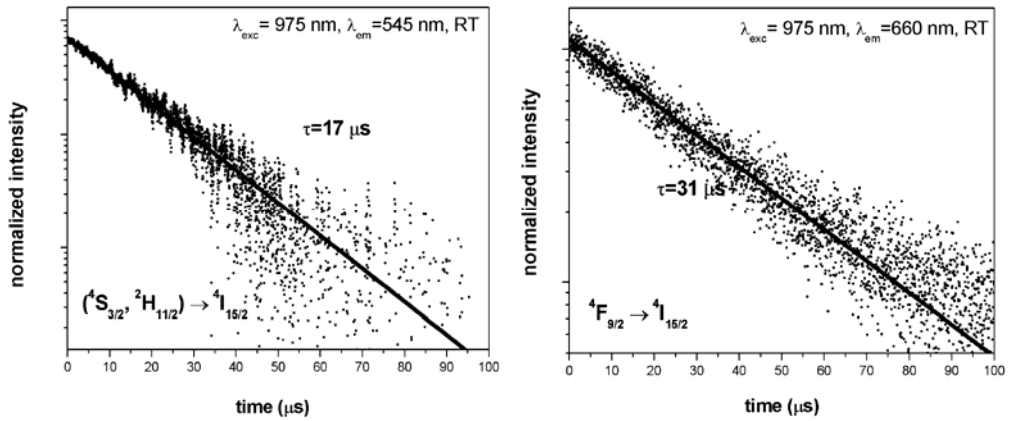 λexc= 975 nm, λem=545 nm, RT
τ=17 μs
(⁴S3/2, ²H11/2) → ⁴I15/2
normalized intensity
0 10 20 30 40 50 60 70 80 90 100
time (μs)
λexc= 975 nm, λem=660 nm, RT
τ=31 μs
⁴F9/2 → ⁴I15/2
normalized intensity
0 10 20 30 40 50 60 70 80 90 100
time (μs)